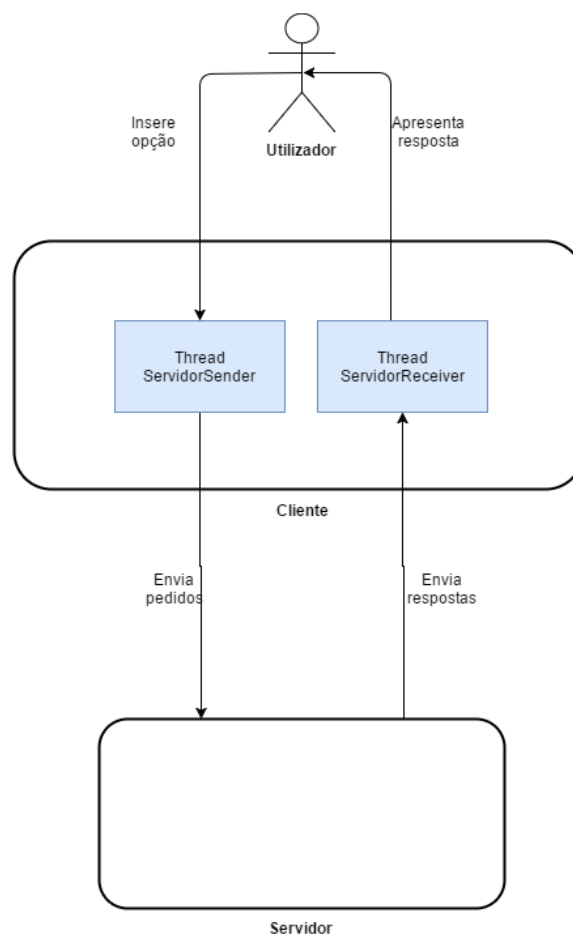 Insere
opção
Apresenta
resposta
Utilizador
Thread
ServidorSender
Thread
ServidorReceiver
Cliente
Envia
pedidos
Envia
respostas
Servidor